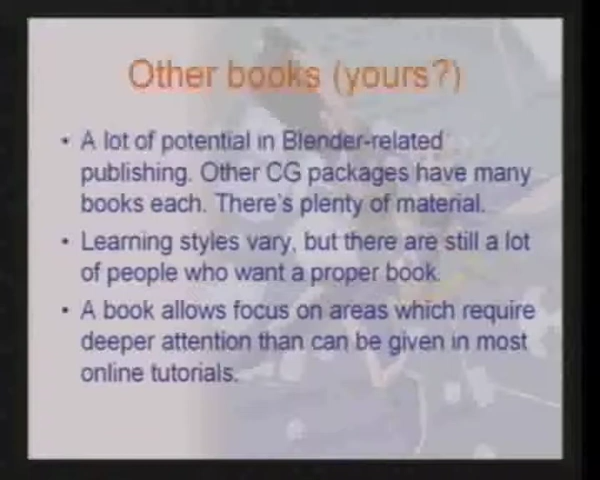 Other books (yours?)
• A lot of potential in Blender-related
publishing. Other CG packages have many
books each. There's plenty of material.
• Learning styles vary, but there are still a lot
of people who want a proper book.
• A book allows focus on areas which require
deeper attention than can be given in most
online tutorials.